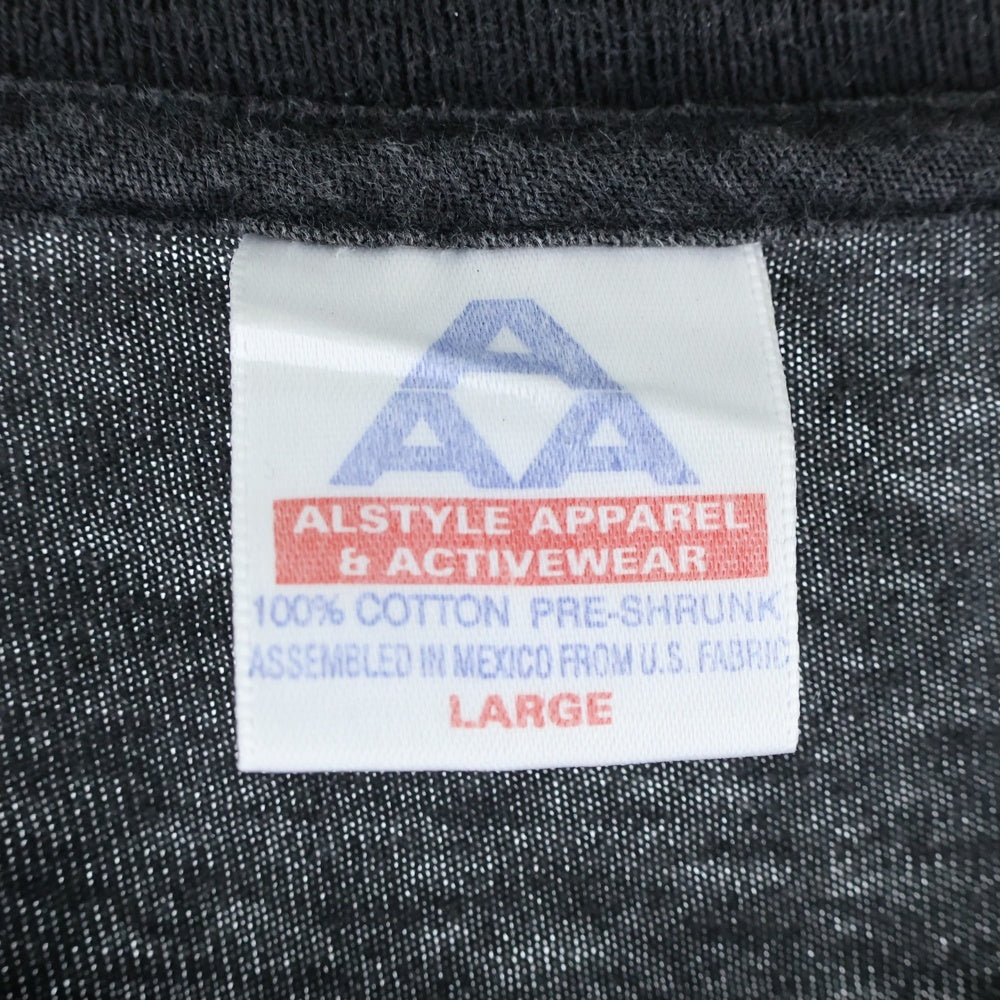 A
AA
ALSTYLE APPAREL
& ACTIVEWEAR
100% COTTON PRE-SHRUNK
ASSEMBLED IN MEXICO FROM U.S. FABRIC
LARGE